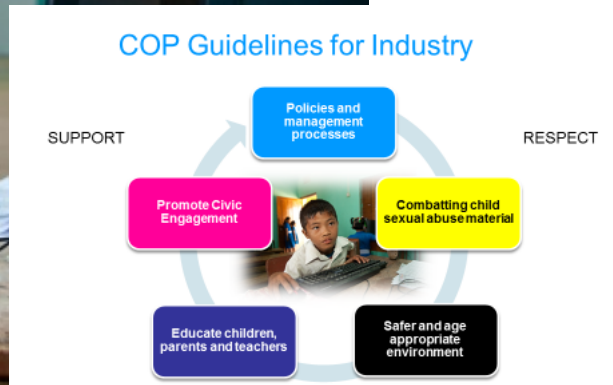 COP Guidelines for Industry
SUPPORT
RESPECT
Policies and
management
processes
Promote Civic
Engagement
Combatting child
sexual abuse material
Educate children,
parents and teachers
Safer and age
appropriate
environment